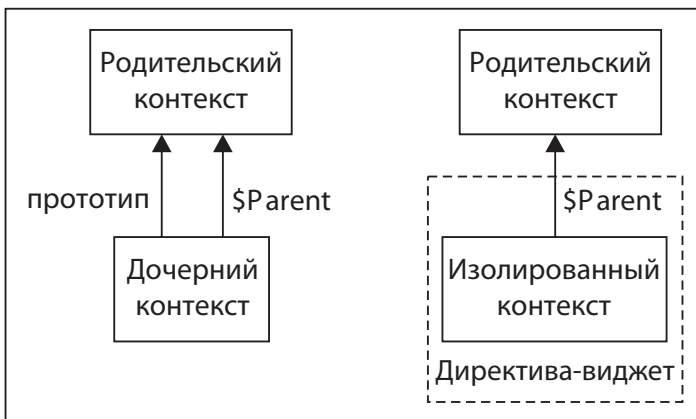 Родительский
контекст
прототип
$Parent
Дочерний
контекст
Родительский
контекст
$Parent
Изолированный
контекст
Директива-виджет